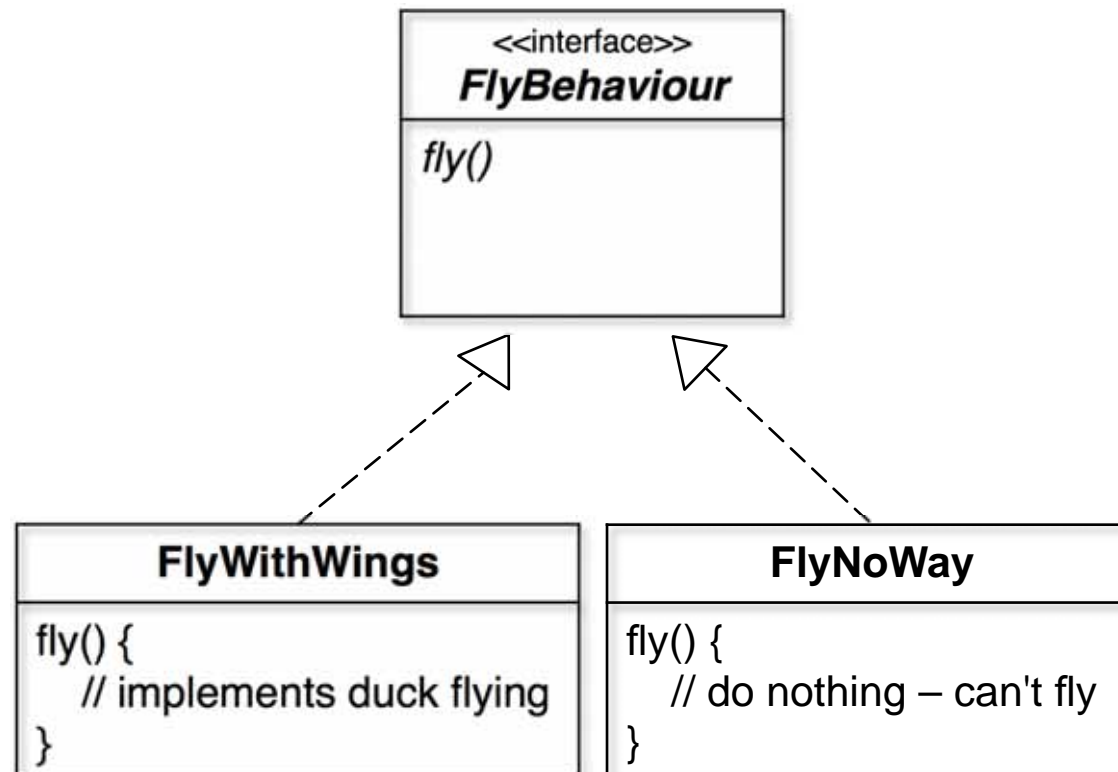 <<interface>>
FlyBehaviour
fly()
FlyWithWings
fly() {
// implements duck flying
}
FlyNoWay
fly() {
// do nothing – can't fly
}